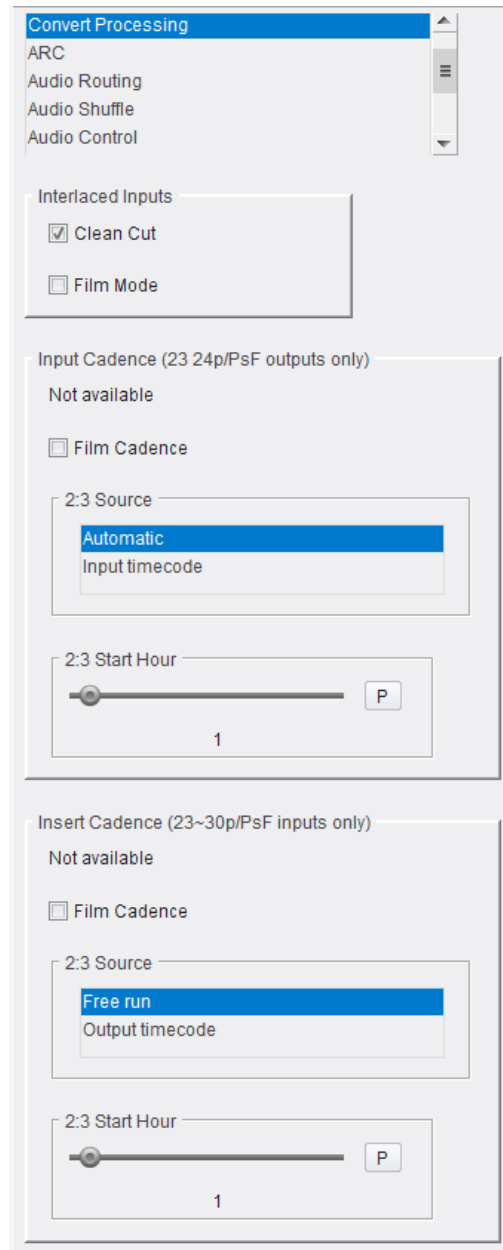 Convert Processing
ARC
Audio Routing
Audio Shuffle
Audio Control
Interlaced Inputs
Clean Cut
Film Mode
Input Cadence (23 24p/PsF outputs only)
Not available
Film Cadence
2:3 Source
Automatic
Input timecode
2:3 Start Hour
P
1
Insert Cadence (23~30p/PsF inputs only)
Not available
Film Cadence
2:3 Source
Free run
Output timecode
2:3 Start Hour
P
1